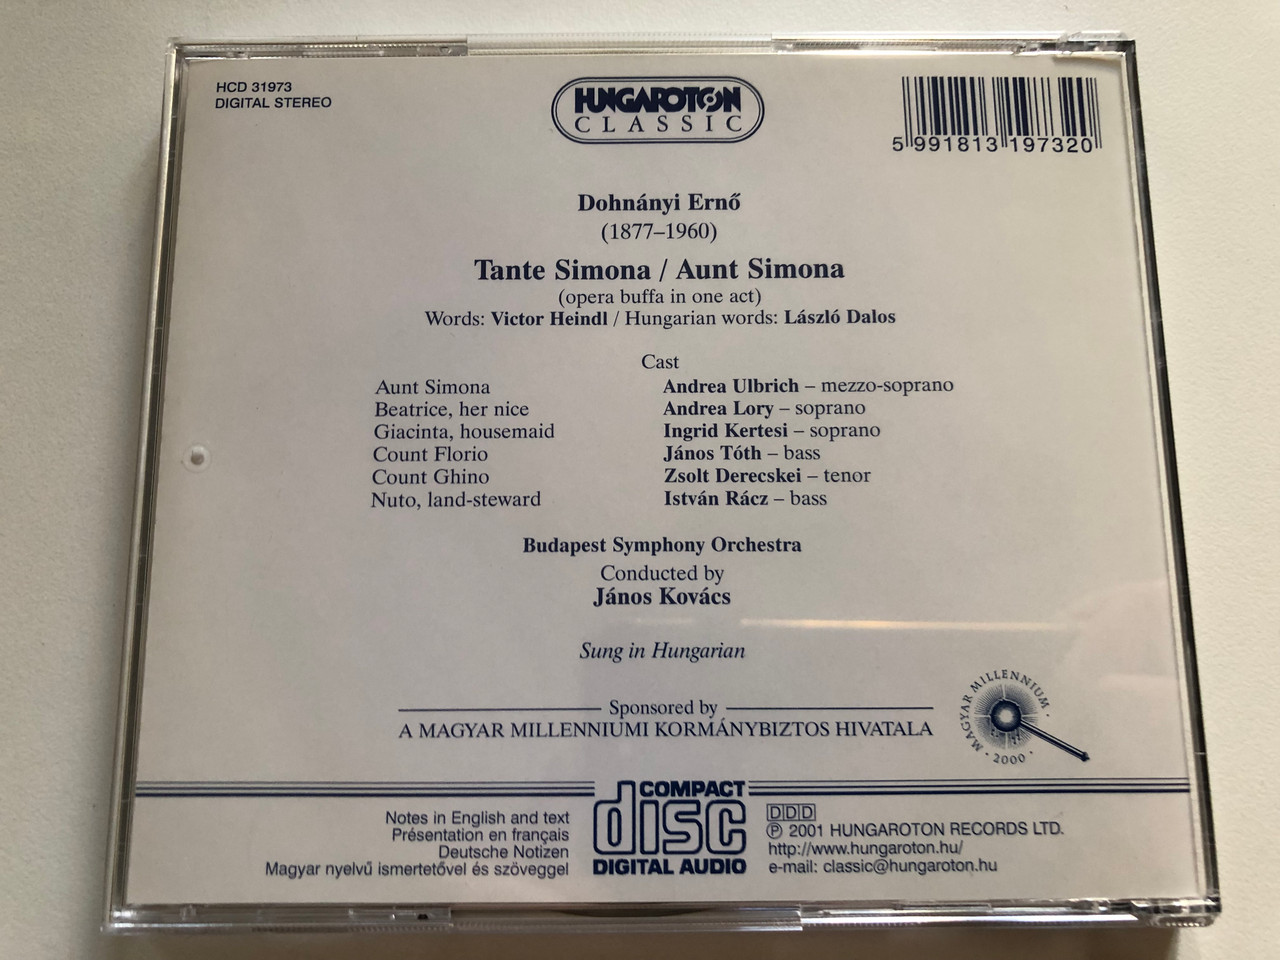 HCD 31973
DIGITAL STEREO
HUNGAROTON
CLASSIC
5 991813 197320
Dohnányi Ernő
(1877–1960)
Tante Simona / Aunt Simona
(opera buffa in one act)
Words: Victor Heindl / Hungarian words: László Dalos
Cast
Aunt Simona Andrea Ulbrich – mezzo-soprano
Beatrice, her nice Andrea Lory – soprano
Giacinta, housemaid Ingrid Kertesi – soprano
Count Florio János Tóth – bass
Count Ghino Zsolt Derecskei – tenor
Nuto, land-steward István Rácz – bass
Budapest Symphony Orchestra
Conducted by
János Kovács
Sung in Hungarian
Sponsored by
A MAGYAR MILLENNIUMI KORMÁNYBIZTOS HIVATALA
MAGYAR MILLENNIUM · 2000 ·
Notes in English and text
Présentation en français
Deutsche Notizen
Magyar nyelvű ismertetővel és szöveggel
COMPACT
disc
DIGITAL AUDIO
DDD
℗ 2001 HUNGAROTON RECORDS LTD.
http://www.hungaroton.hu/
e-mail: classic@hungaroton.hu